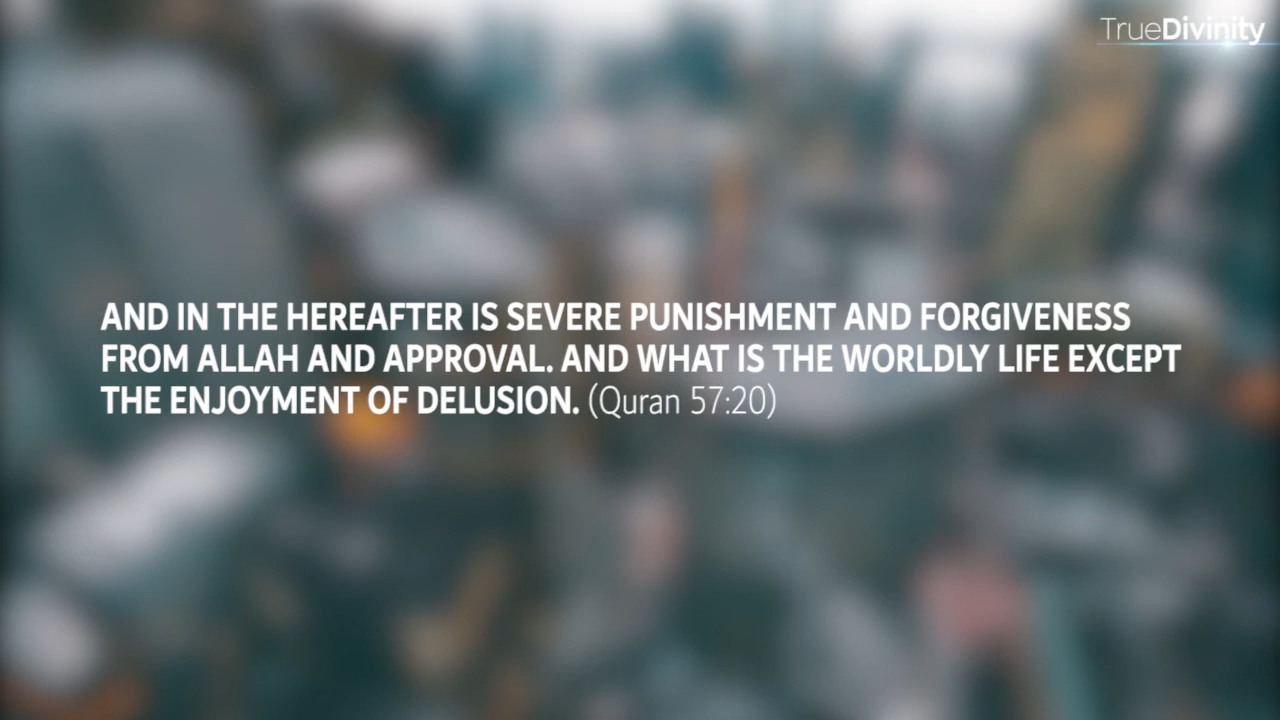 TrueDivinity
AND IN THE HEREAFTER IS SEVERE PUNISHMENT AND FORGIVENESS
FROM ALLAH AND APPROVAL. AND WHAT IS THE WORLDLY LIFE EXCEPT
THE ENJOYMENT OF DELUSION. (Quran 57:20)